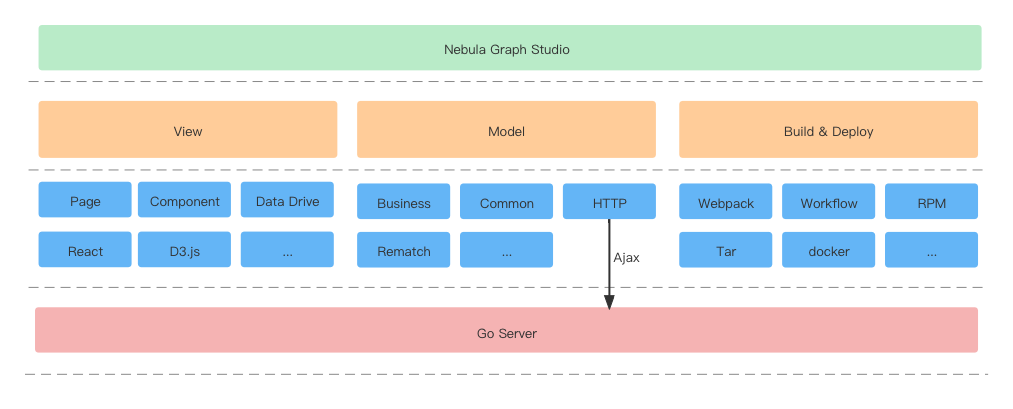 Nebula Graph Studio
View
Model
Build & Deploy
Page
Component
Data Drive
Business
Common
HTTP
Webpack
Workflow
RPM
React
D3.js
...
Rematch
...
Ajax
Tar
docker
...
Go Server